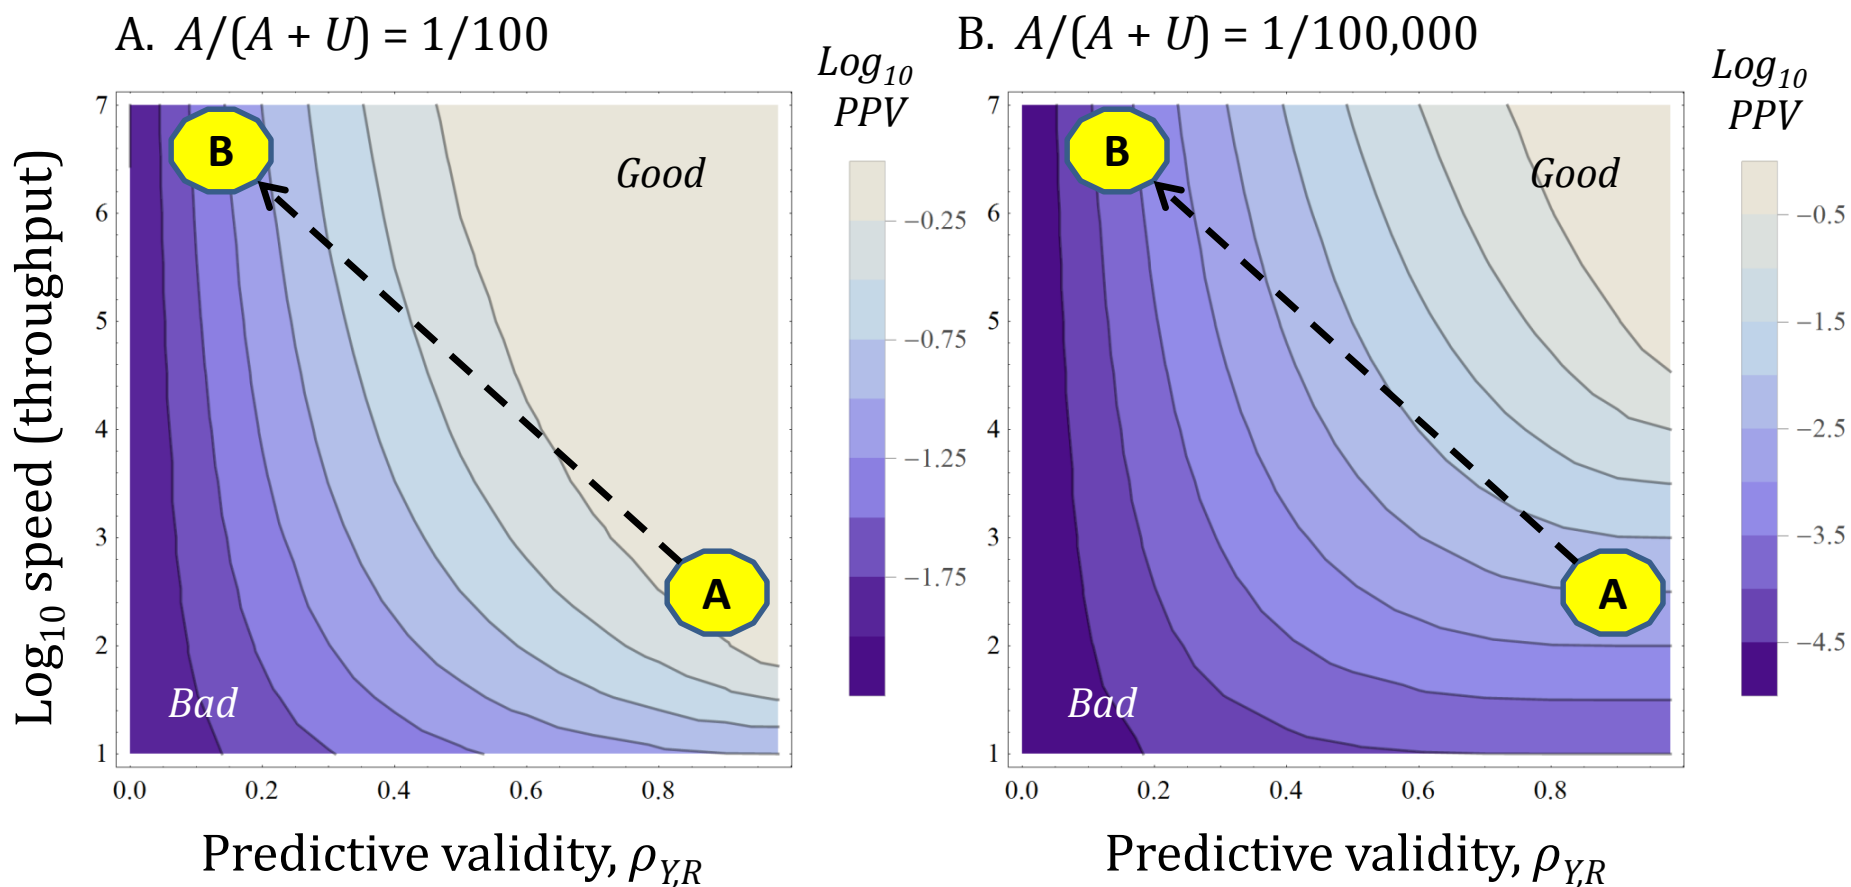 A. A/(A + U) = 1/100
Log₁₀
PPV
Log₁₀ speed (throughput)
7
6
5
4
3
2
1
B
Good
A
Bad
0.0 0.2 0.4 0.6 0.8
Predictive validity, ρY,R
−0.25
−0.75
−1.25
−1.75
B. A/(A + U) = 1/100,000
Log₁₀
PPV
7
6
5
4
3
2
1
B
Good
A
Bad
0.0 0.2 0.4 0.6 0.8
Predictive validity, ρY,R
−0.5
−1.5
−2.5
−3.5
−4.5